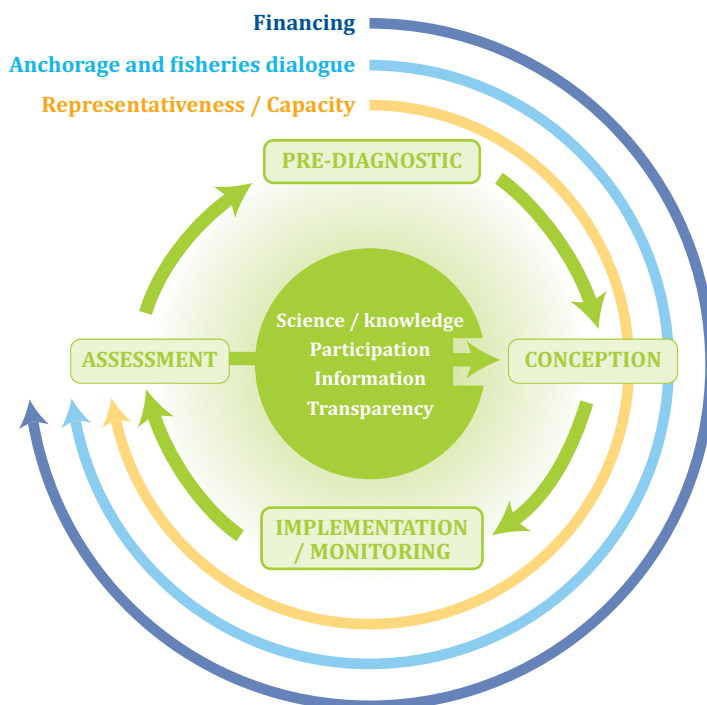 Financing
Anchorage and fisheries dialogue
Representativeness / Capacity
PRE-DIAGNOSTIC
Science / knowledge
Participation
Information
Transparency
ASSESSMENT
CONCEPTION
IMPLEMENTATION
/ MONITORING